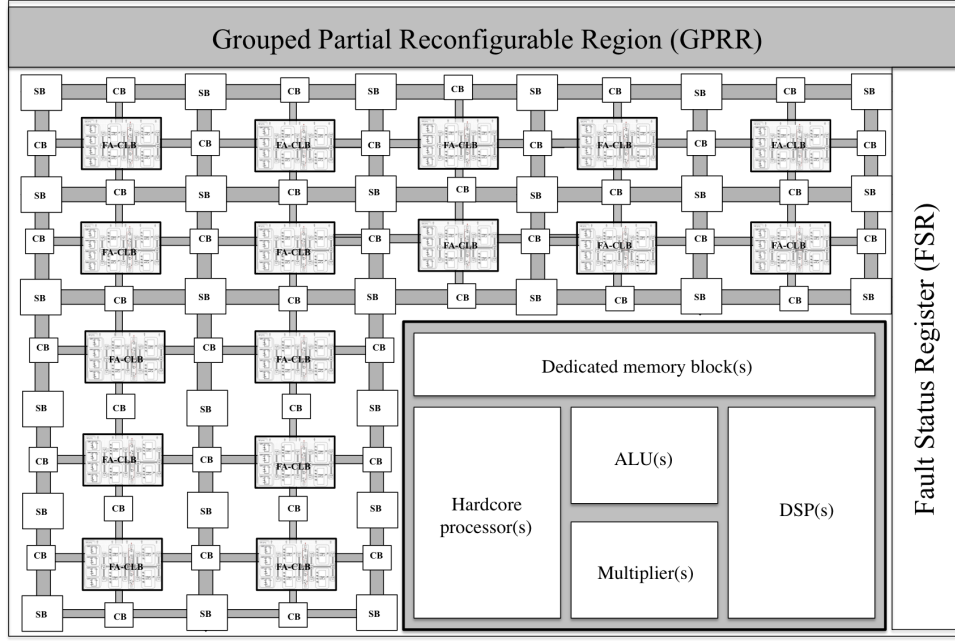 Grouped Partial Reconfigurable Region (GPRR)
SB CB SB CB SB CB SB CB SB CB SB
CB FA-CLB CB FA-CLB CB FA-CLB CB FA-CLB CB FA-CLB CB
SB CB SB CB SB CB SB CB SB CB SB
CB FA-CLB CB FA-CLB CB FA-CLB CB FA-CLB CB FA-CLB CB
SB CB SB CB SB CB SB CB SB CB SB
CB FA-CLB CB FA-CLB CB
SB CB SB CB SB
CB FA-CLB CB FA-CLB CB
SB CB SB CB SB
CB FA-CLB CB FA-CLB CB
SB CB SB CB SB
Dedicated memory block(s)
Hardcore
processor(s)
ALU(s)
Multiplier(s)
DSP(s)
Fault Status Register (FSR)